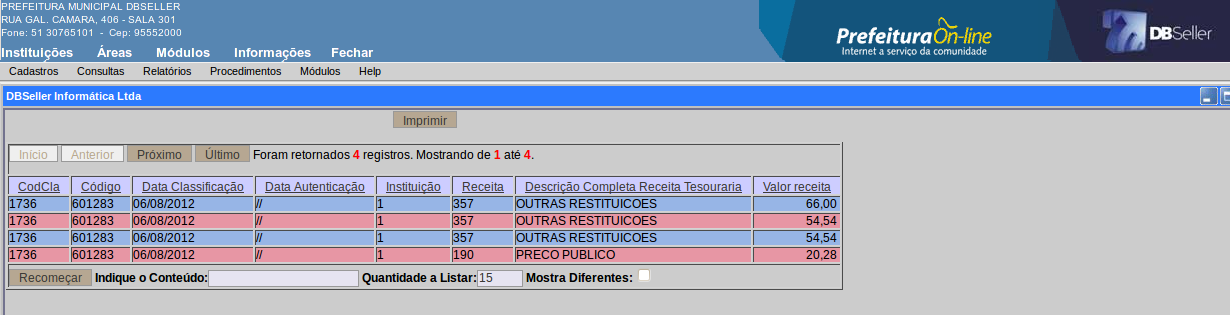 PREFEITURA MUNICIPAL DBSELLER
RUA GAL. CAMARA, 406 - SALA 301
Fone: 51 30765101 - Cep: 95552000
PrefeituraOn-line
Internet a serviço da comunidade
DBSeller
Instituições Áreas Módulos Informações Fechar
Cadastros Consultas Relatórios Procedimentos Módulos Help
DBSeller Informática Ltda
Imprimir
Início Anterior Próximo Último Foram retornados 4 registros. Mostrando de 1 até 4.
CodCla Código Data Classificação Data Autenticação Instituição Receita Descrição Completa Receita Tesouraria Valor receita
1736 601283 06/08/2012 // 1 357 OUTRAS RESTITUICOES 66,00
1736 601283 06/08/2012 // 1 357 OUTRAS RESTITUICOES 54,54
1736 601283 06/08/2012 // 1 357 OUTRAS RESTITUICOES 54,54
1736 601283 06/08/2012 // 1 190 PRECO PUBLICO 20,28
Recomeçar Indique o Conteúdo: Quantidade a Listar: 15 Mostra Diferentes: